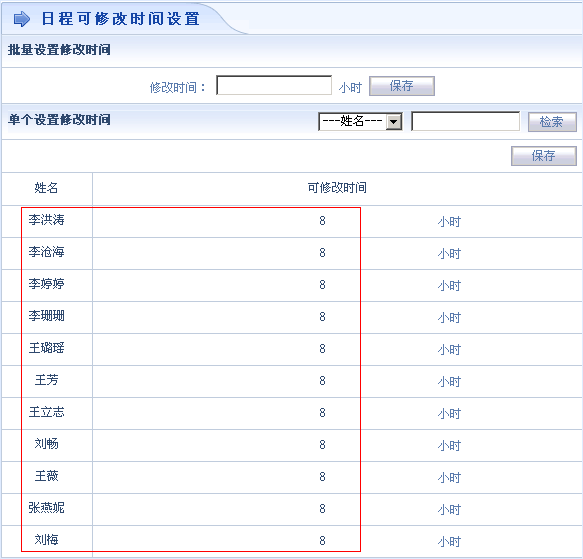 日程可修改时间设置
批量设置修改时间
修改时间： 小时 保存
单个设置修改时间 ---姓名--- 检索
保存
姓名 可修改时间
李洪涛 8 小时
李沧海 8 小时
李婷婷 8 小时
李珊珊 8 小时
王璐瑶 8 小时
王芳 8 小时
王立志 8 小时
刘畅 8 小时
王薇 8 小时
张燕妮 8 小时
刘梅 8 小时